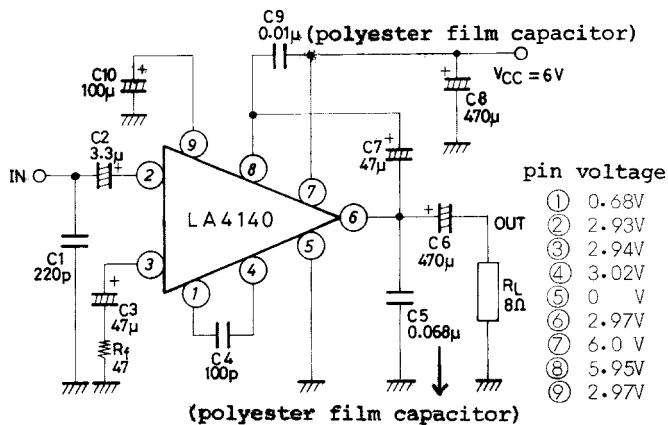 C9
0.01µ (polyester film capacitor)
C10
100µ
+
VCC = 6V
+
C8
470µ
C2
3.3µ
+
9
8
C7
47µ
+
7
IN
2
LA4140
6
+
OUT
C6
470µ
C1
220p
3
+
C3
47µ
Rf
47
1
4
5
C4
100p
C5
0.068µ
RL
8Ω
(polyester film capacitor)
pin voltage
① 0.68V
② 2.93V
③ 2.94V
④ 3.02V
⑤ 0 V
⑥ 2.97V
⑦ 6.0 V
⑧ 5.95V
⑨ 2.97V